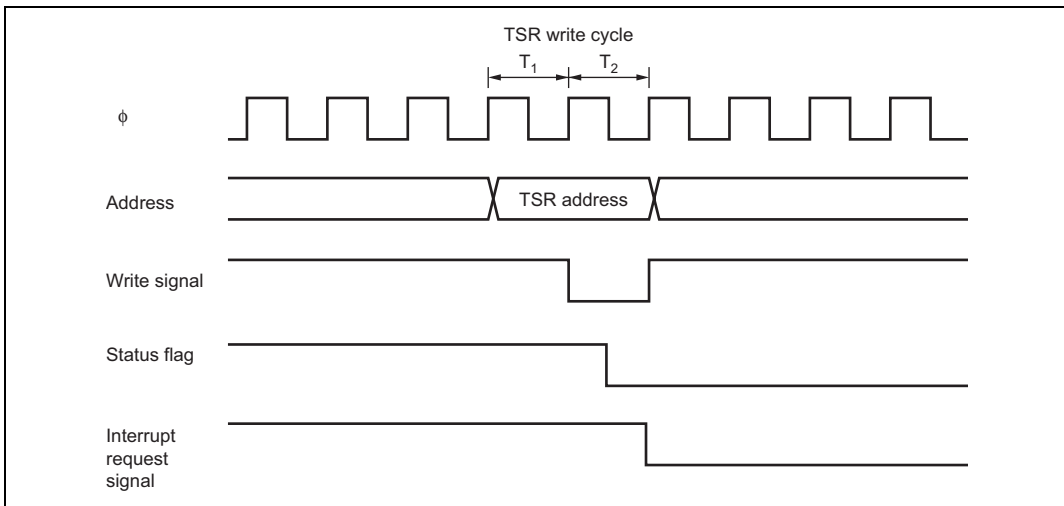 TSR write cycle
T₁ T₂
ϕ
Address
TSR address
Write signal
Status flag
Interrupt
request
signal